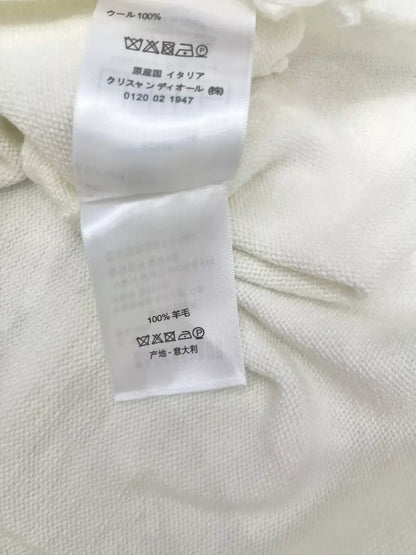 ウール 100%
原産国 イタリア
クリスャン ディオール (株)
0120 02 1947
100% 羊毛
产地 - 意大利